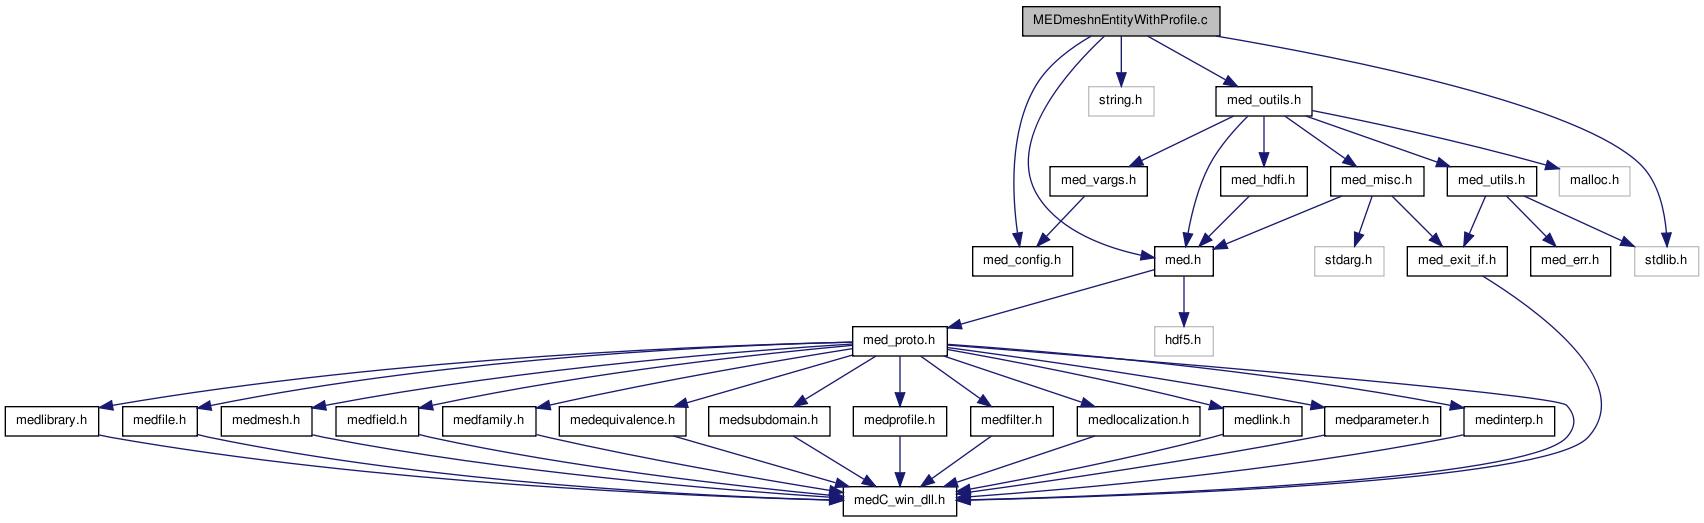 MEDmeshnEntityWithProfile.c
string.h
med_outils.h
med_vargs.h
med_hdfi.h
med_misc.h
med_utils.h
malloc.h
med_config.h
med.h
stdarg.h
med_exit_if.h
med_err.h
stdlib.h
med_proto.h
hdf5.h
medlibrary.h
medfile.h
medmesh.h
medfield.h
medfamily.h
medequivalence.h
medsubdomain.h
medprofile.h
medfilter.h
medlocalization.h
medlink.h
medparameter.h
medinterp.h
medC_win_dll.h